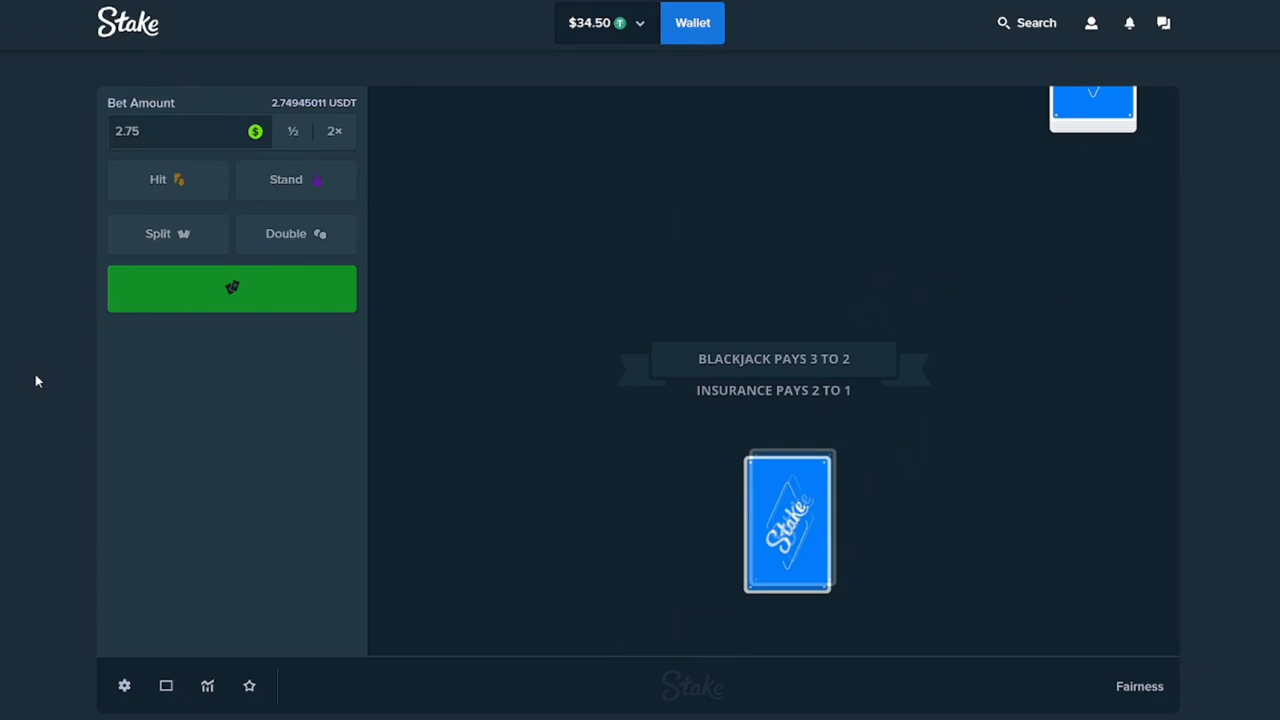 Stake
$34.50
Wallet
Search
Bet Amount
2.74945011 USDT
2.75
½
2×
Hit
Stand
Split
Double
BLACKJACK PAYS 3 TO 2
INSURANCE PAYS 2 TO 1
Stake
Stake
Fairness